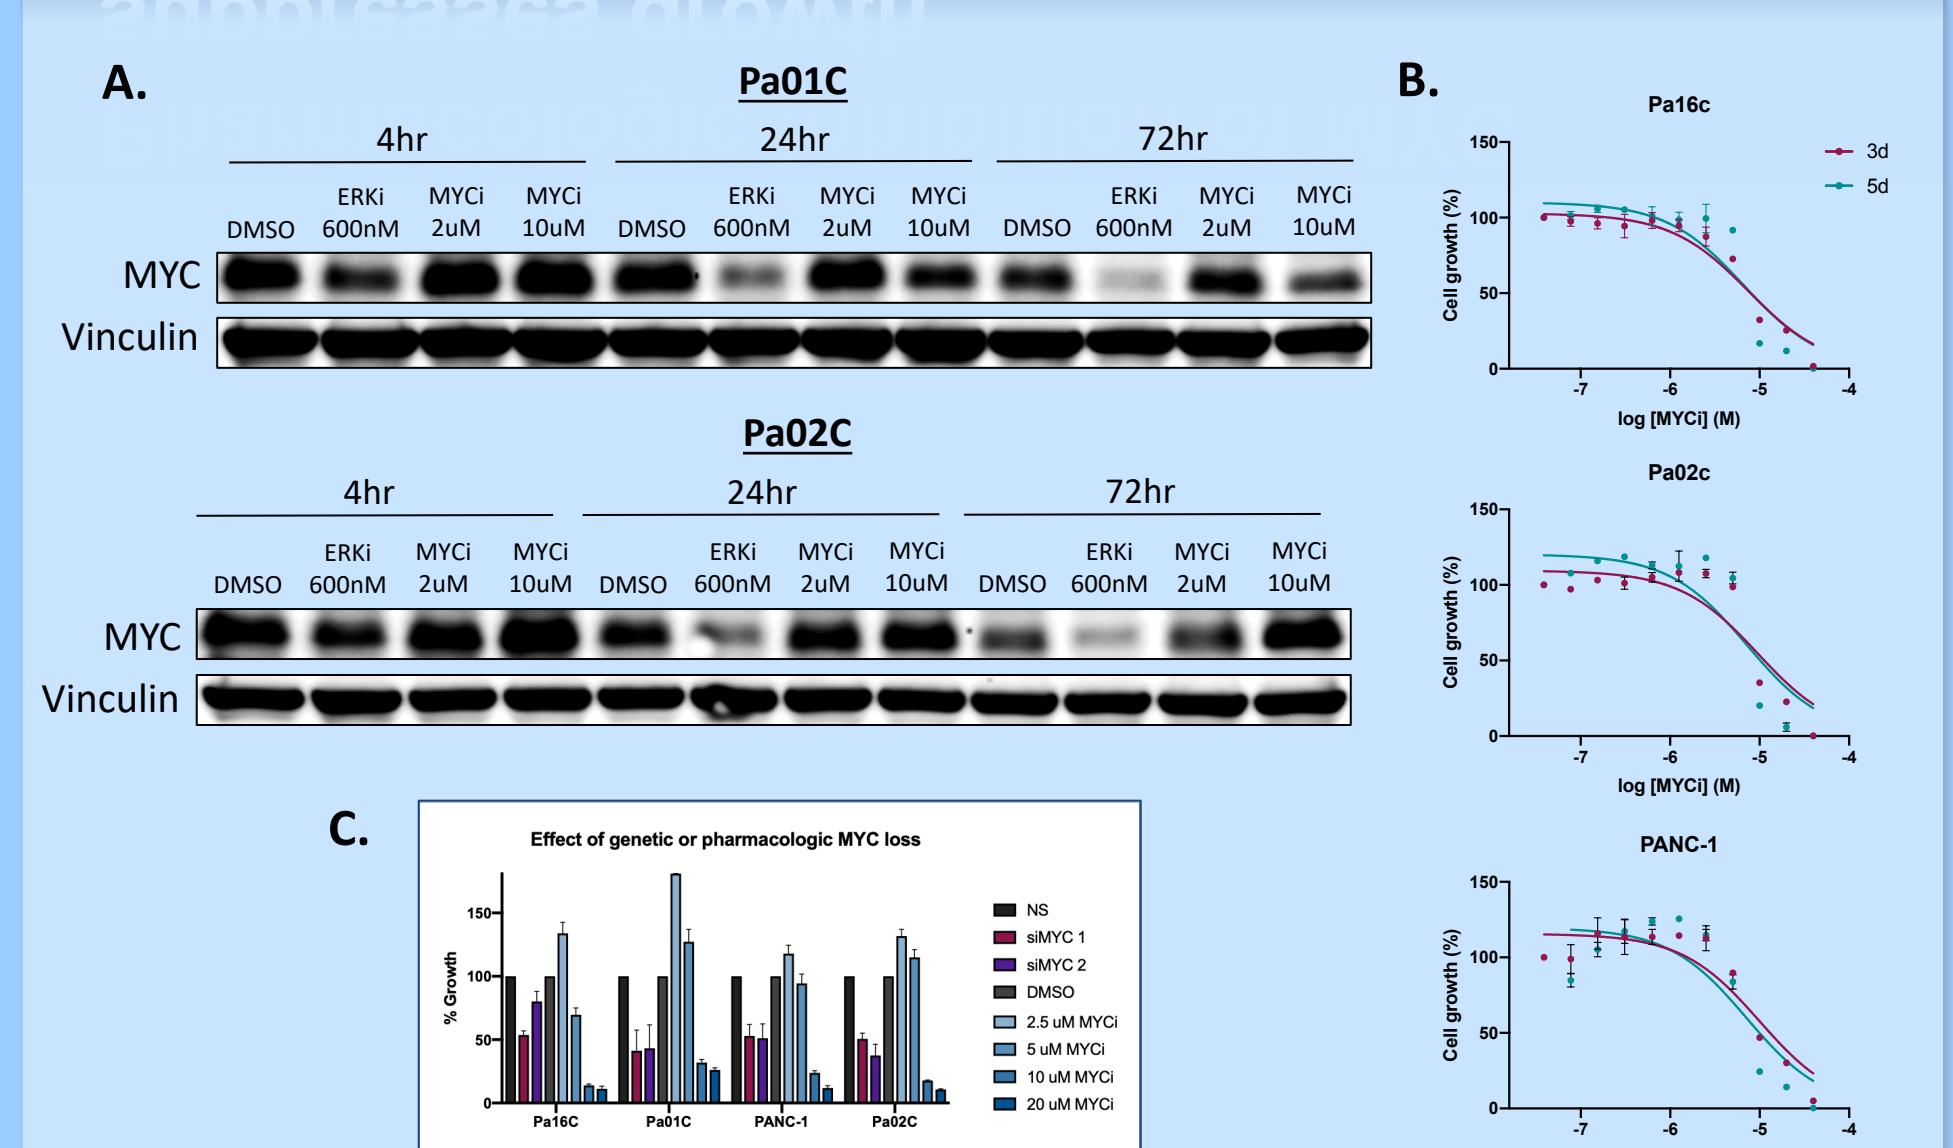 suppresses growth
A.
Pa01C
4hr 24hr 72hr
DMSO ERKi 600nM MYCi 2uM MYCi 10uM DMSO ERKi 600nM MYCi 2uM MYCi 10uM DMSO ERKi 600nM MYCi 2uM MYCi 10uM
MYC
Vinculin
Pa02C
4hr 24hr 72hr
DMSO ERKi 600nM MYCi 2uM MYCi 10uM DMSO ERKi 600nM MYCi 2uM MYCi 10uM DMSO ERKi 600nM MYCi 2uM MYCi 10uM
MYC
Vinculin
B.
Pa16c
3d
5d
150
100
50
0
Cell growth (%)
-7 -6 -5 -4
log [MYCi] (M)
Pa02c
150
100
50
0
Cell growth (%)
-7 -6 -5 -4
log [MYCi] (M)
PANC-1
150
100
50
0
Cell growth (%)
-7 -6 -5 -4
C.
Effect of genetic or pharmacologic MYC loss
150
100
50
0
% Growth
Pa16C Pa01C PANC-1 Pa02C
NS
siMYC 1
siMYC 2
DMSO
2.5 uM MYCi
5 uM MYCi
10 uM MYCi
20 uM MYCi